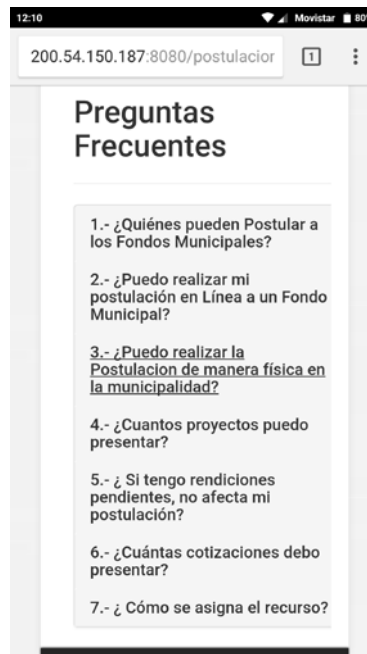 12:10 Movistar 80
200.54.150.187:8080/postulacior 1
Preguntas
Frecuentes
1.- ¿Quiénes pueden Postular a
los Fondos Municipales?
2.- ¿Puedo realizar mi
postulación en Línea a un Fondo
Municipal?
3.- ¿Puedo realizar la
Postulacion de manera física en
la municipalidad?
4.- ¿Cuantos proyectos puedo
presentar?
5.- ¿ Si tengo rendiciones
pendientes, no afecta mi
postulación?
6.- ¿Cuántas cotizaciones debo
presentar?
7.- ¿ Cómo se asigna el recurso?